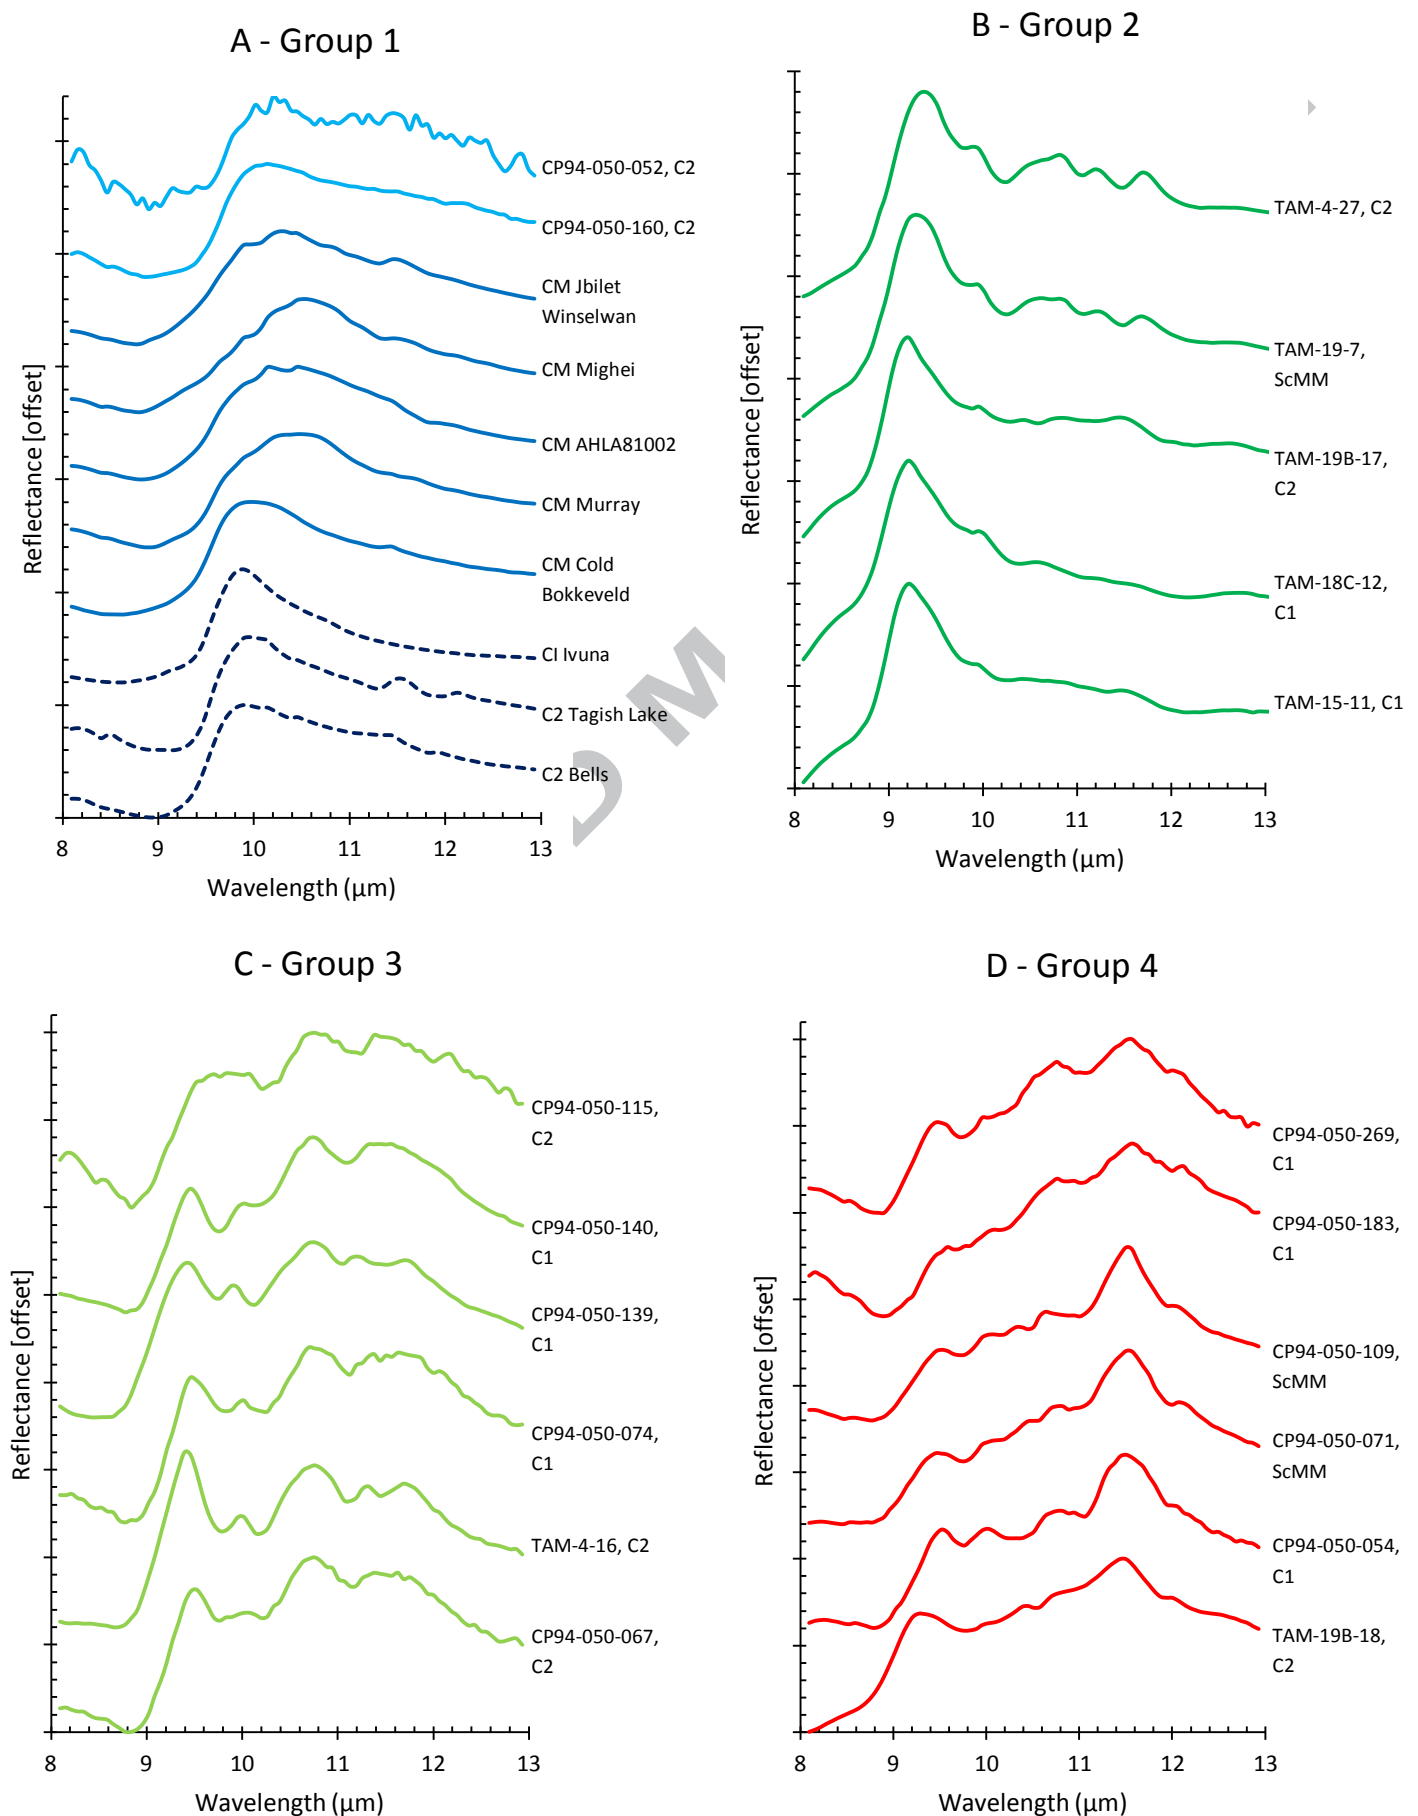 A - Group 1
Reflectance [offset]
CP94-050-052, C2
CP94-050-160, C2
CM Jbilet
Winselwan
CM Mighei
CM AHLA81002
CM Murray
CM Cold
Bokkeveld
CI Ivuna
C2 Tagish Lake
C2 Bells
8 9 10 11 12 13
Wavelength (µm)
B - Group 2
Reflectance [offset]
TAM-4-27, C2
TAM-19-7,
ScMM
TAM-19B-17,
C2
TAM-18C-12,
C1
TAM-15-11, C1
8 9 10 11 12 13
Wavelength (µm)
D M
C - Group 3
Reflectance [offset]
CP94-050-115,
C2
CP94-050-140,
C1
CP94-050-139,
C1
CP94-050-074,
C1
TAM-4-16, C2
CP94-050-067,
C2
8 9 10 11 12 13
Wavelength (µm)
D - Group 4
Reflectance [offset]
CP94-050-269,
C1
CP94-050-183,
C1
CP94-050-109,
ScMM
CP94-050-071,
ScMM
CP94-050-054,
C1
TAM-19B-18,
C2
8 9 10 11 12 13
Wavelength (µm)